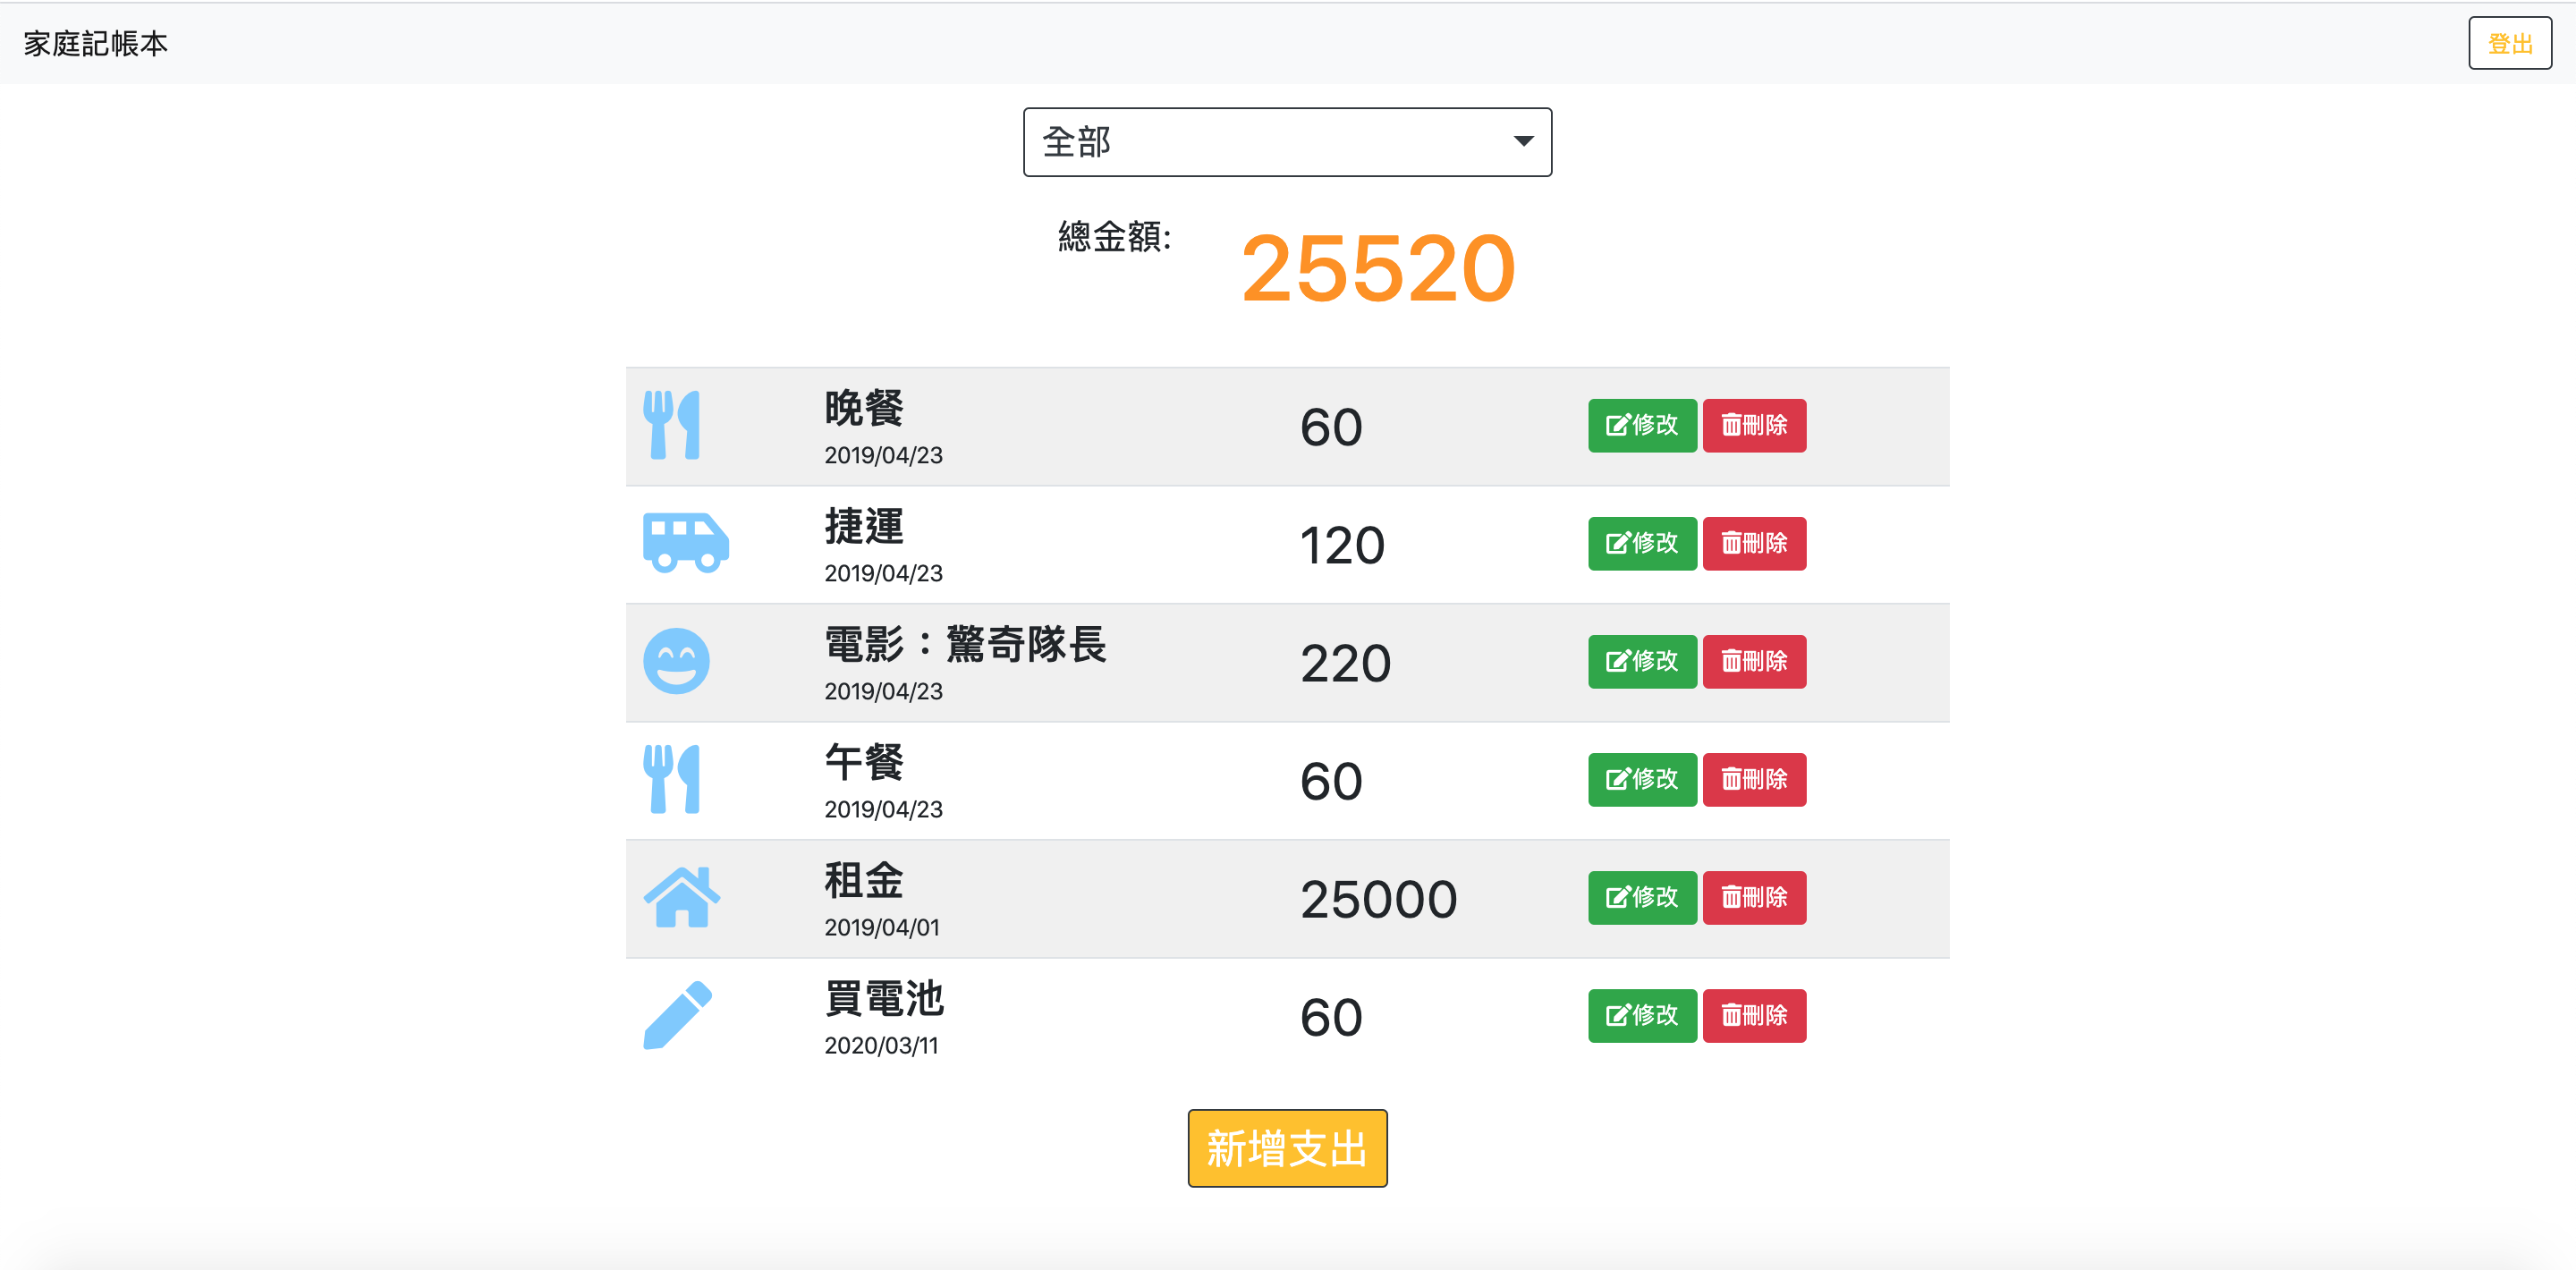 家庭記帳本
登出
全部
總金額:
25520
晚餐
2019/04/23
60
修改
刪除
捷運
2019/04/23
120
修改
刪除
電影：驚奇隊長
2019/04/23
220
修改
刪除
午餐
2019/04/23
60
修改
刪除
租金
2019/04/01
25000
修改
刪除
買電池
2020/03/11
60
修改
刪除
新增支出